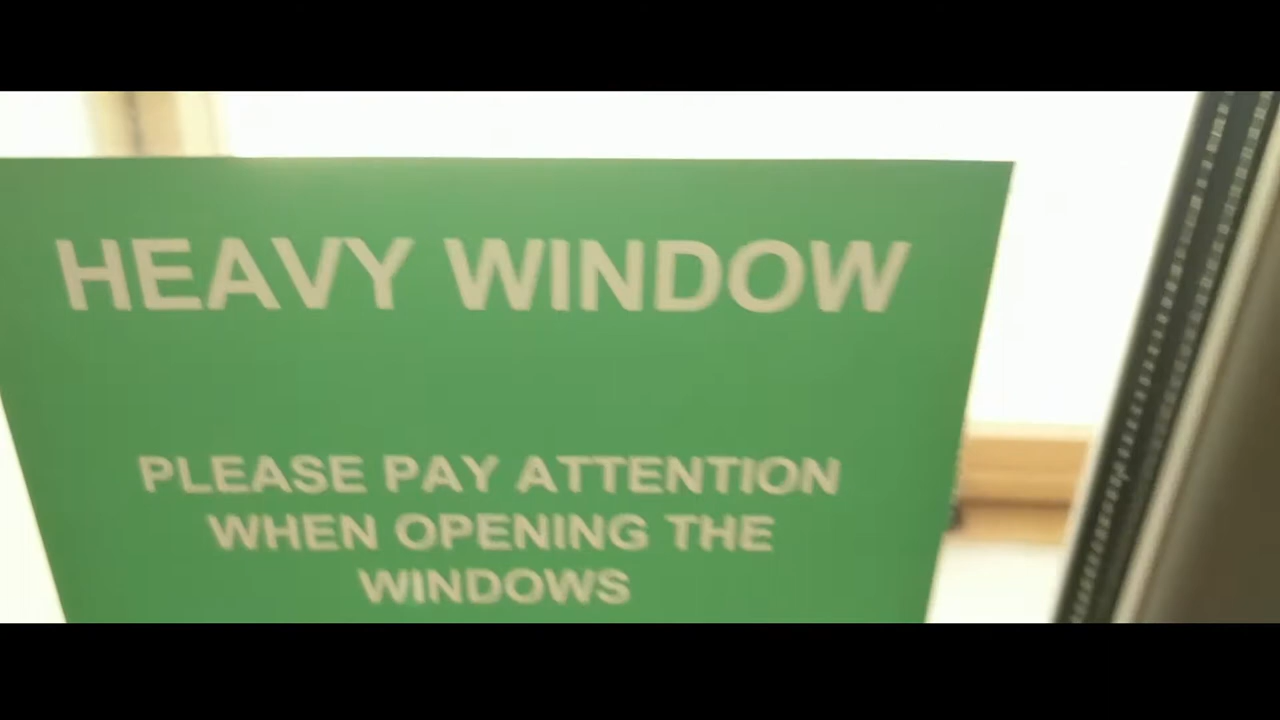 HEAVY WINDOW
PLEASE PAY ATTENTION
WHEN OPENING THE
WINDOWS